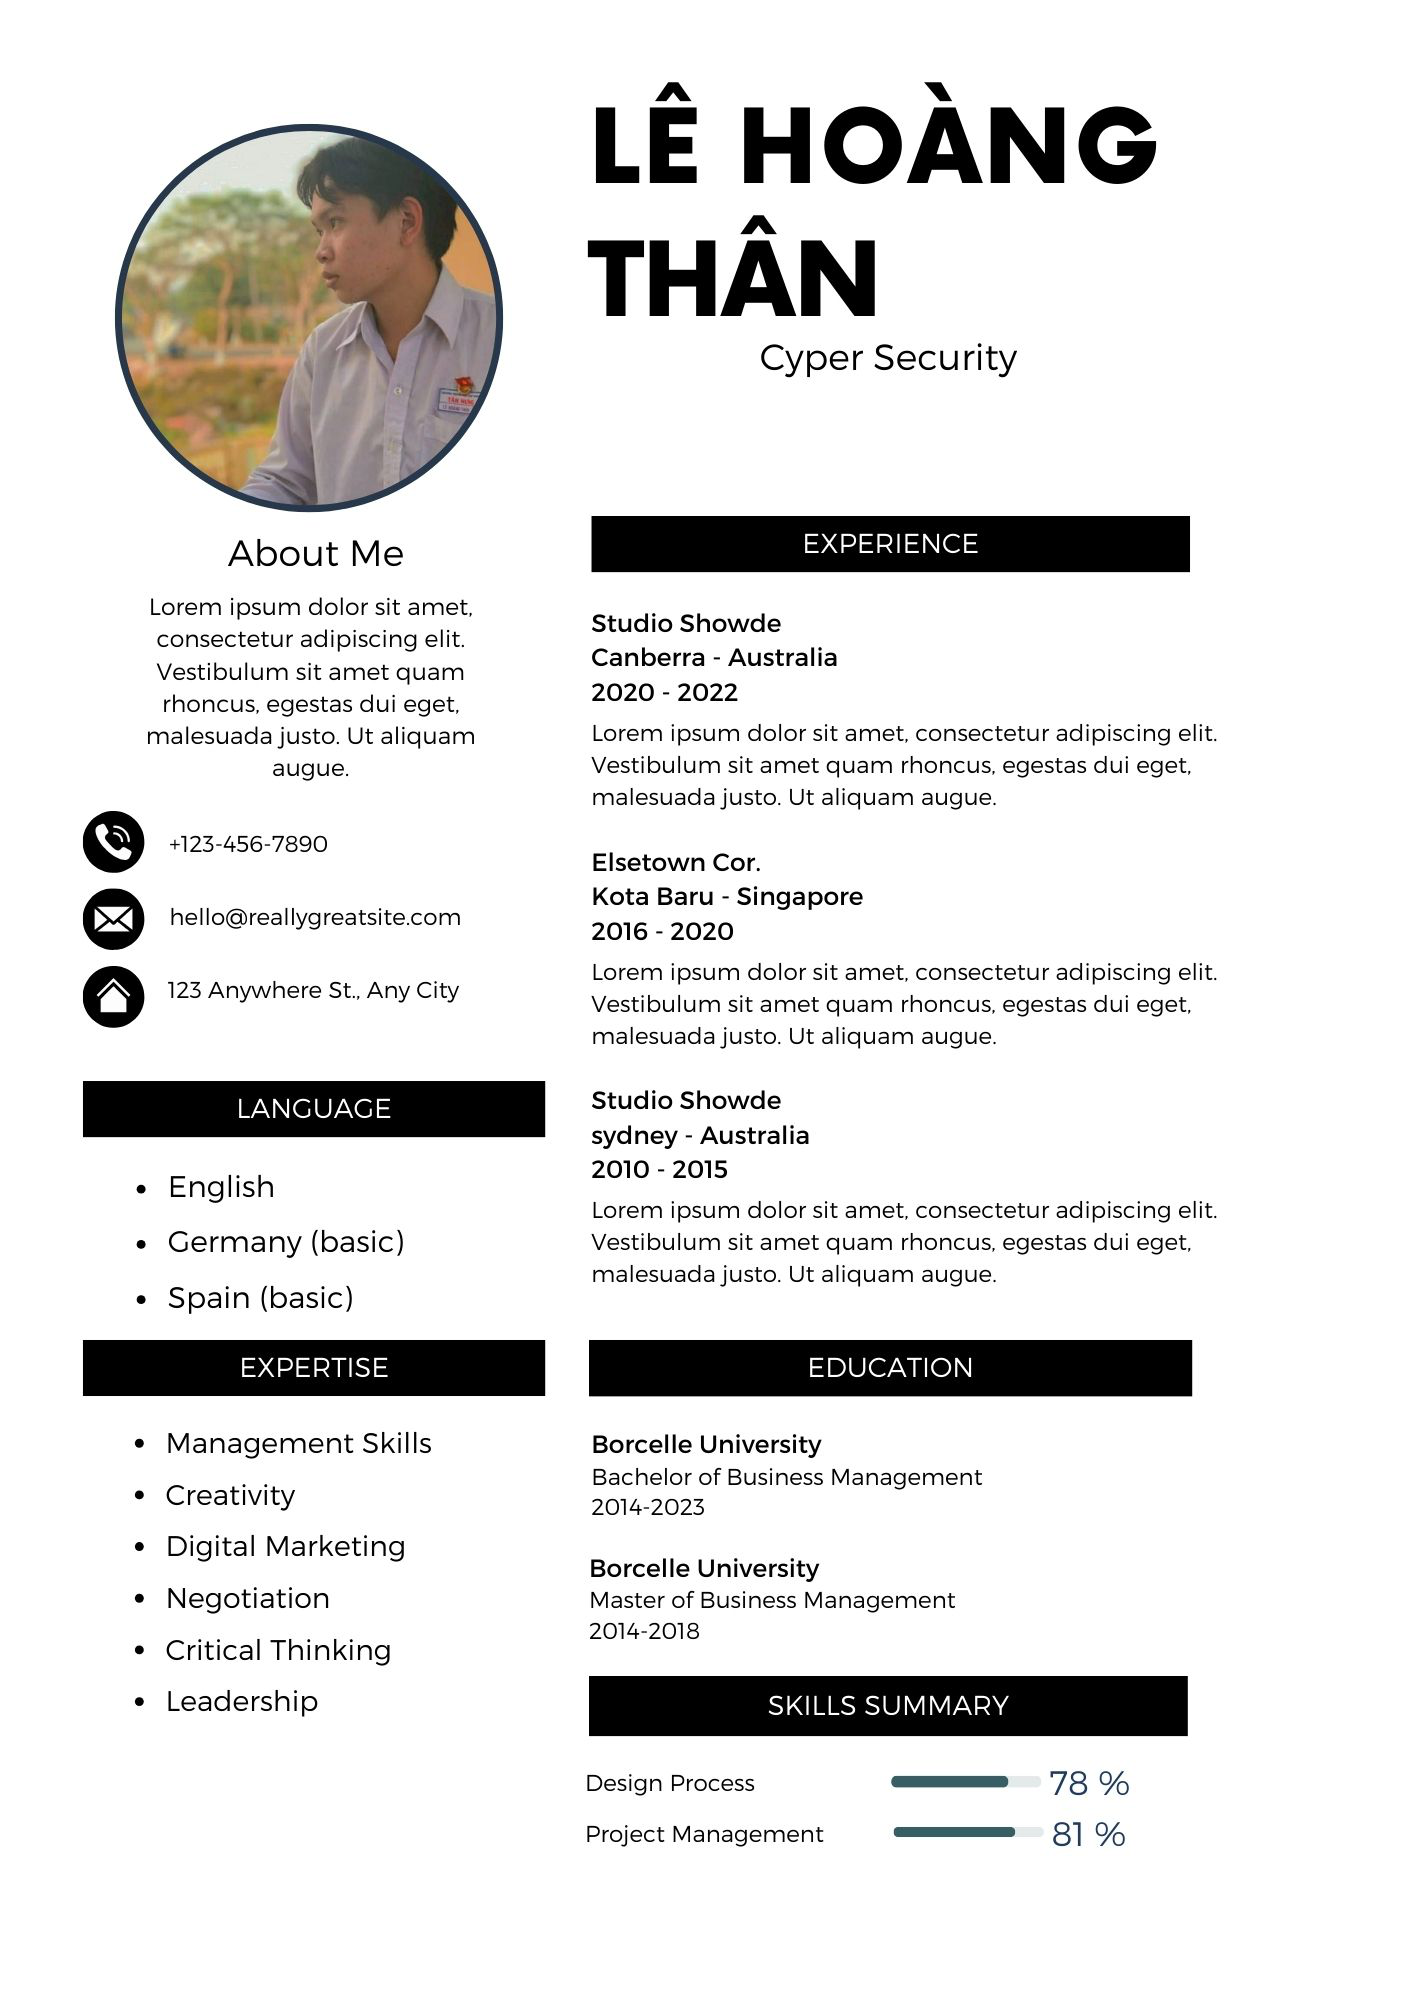 LÊ HOÀNG
THÂN
Cyper Security
TÂN HƯNG
About Me
Lorem ipsum dolor sit amet,
consectetur adipiscing elit.
Vestibulum sit amet quam
rhoncus, egestas dui eget,
malesuada justo. Ut aliquam
augue.
+123-456-7890
hello@reallygreatsite.com
123 Anywhere St., Any City
LANGUAGE
English
Germany (basic)
Spain (basic)
EXPERTISE
Management Skills
Creativity
Digital Marketing
Negotiation
Critical Thinking
Leadership
EXPERIENCE
Studio Showde
Canberra - Australia
2020 - 2022
Lorem ipsum dolor sit amet, consectetur adipiscing elit.
Vestibulum sit amet quam rhoncus, egestas dui eget,
malesuada justo. Ut aliquam augue.
Elsetown Cor.
Kota Baru - Singapore
2016 - 2020
Lorem ipsum dolor sit amet, consectetur adipiscing elit.
Vestibulum sit amet quam rhoncus, egestas dui eget,
malesuada justo. Ut aliquam augue.
Studio Showde
sydney - Australia
2010 - 2015
Lorem ipsum dolor sit amet, consectetur adipiscing elit.
Vestibulum sit amet quam rhoncus, egestas dui eget,
malesuada justo. Ut aliquam augue.
EDUCATION
Borcelle University
Bachelor of Business Management
2014-2023
Borcelle University
Master of Business Management
2014-2018
SKILLS SUMMARY
Design Process 78 %
Project Management 81 %